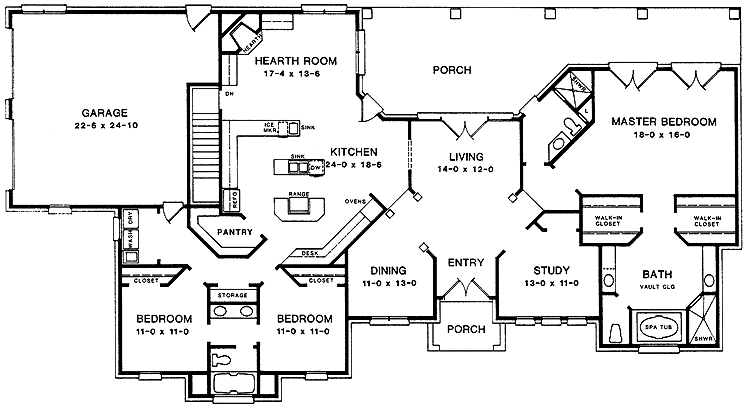 HEARTH
HEARTH ROOM
17-4 x 13-6
PORCH
GARAGE
22-6 x 24-10
DN
SHWR
L
MASTER BEDROOM
18-0 x 16-0
ICE
MKR
SINK
KITCHEN
24-0 x 18-6
SINK
DW
LIVING
14-0 x 12-0
REFG
RANGE
OVENS
WASH DRY
PANTRY
DESK
WALK-IN
CLOSET
WALK-IN
CLOSET
ENTRY
DINING
11-0 x 13-0
STUDY
13-0 x 11-0
BATH
VAULT CLG
CLOSET
CLOSET
STORAGE
BEDROOM
11-0 x 11-0
BEDROOM
11-0 x 11-0
PORCH
SPA TUB
SHWR